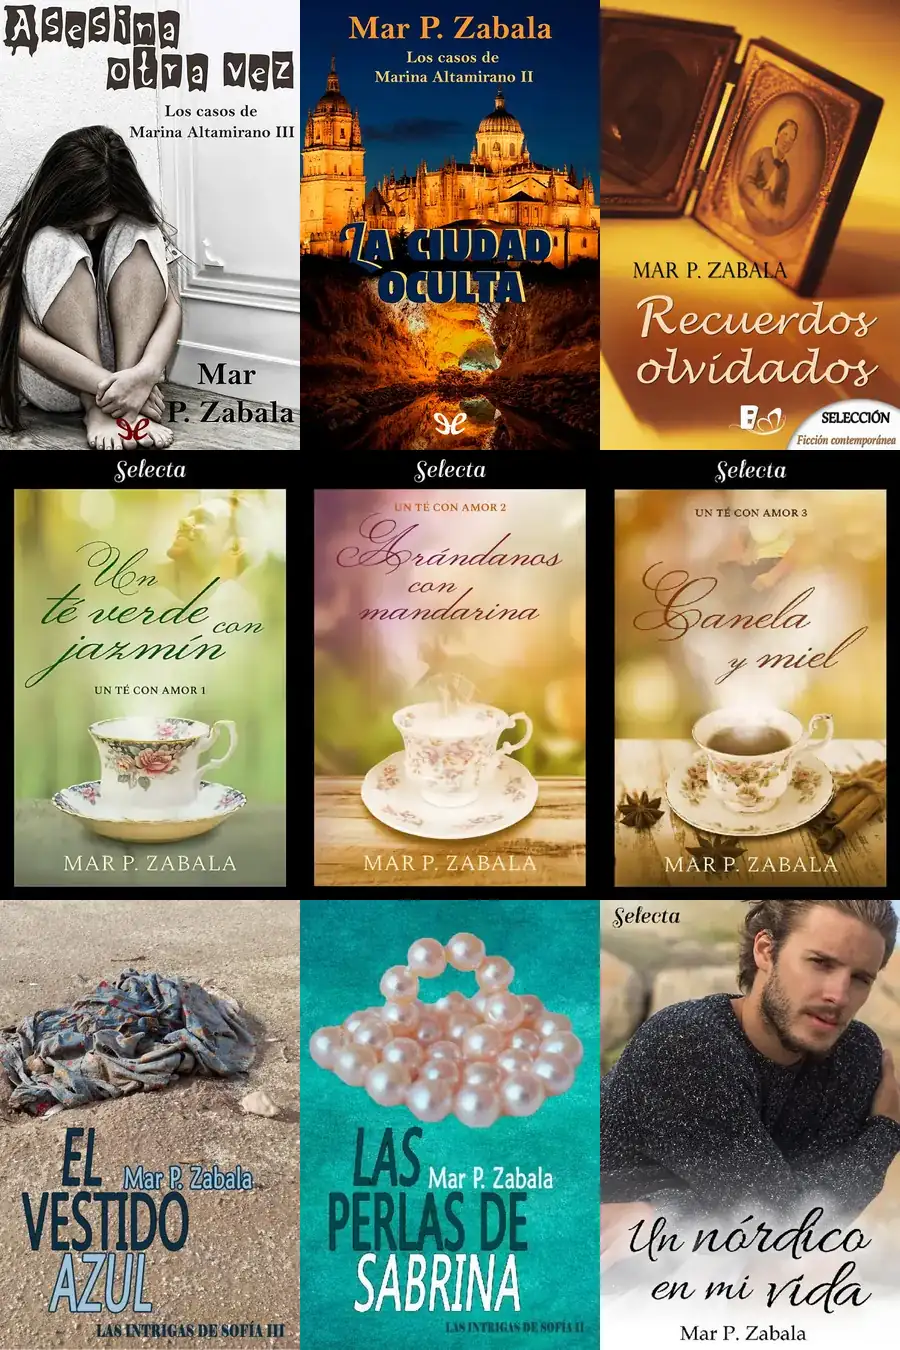 Asesina
otra vez
Los casos de
Marina Altamirano III
Mar
P. Zabala
Mar P. Zabala
Los casos de
Marina Altamirano II
LA CIUDAD
OCULTA
MAR P. ZABALA
Recuerdos
olvidados
B
SELECCIÓN
Ficción contemporánea
Selecta
Un
té verde con
jazmín
UN TÉ CON AMOR 1
MAR P. ZABALA
Selecta
UN TÉ CON AMOR 2
Arándanos
con
mandarina
MAR P. ZABALA
Selecta
UN TÉ CON AMOR 3
Canela
y miel
MAR P. ZABALA
EL
Mar P. Zabala
VESTIDO
AZUL
LAS INTRIGAS DE SOFÍA III
LAS
Mar P. Zabala
PERLAS DE
SABRINA
LAS INTRIGAS DE SOFÍA II
Selecta
Un nórdico
en mi vida
Mar P. Zabala